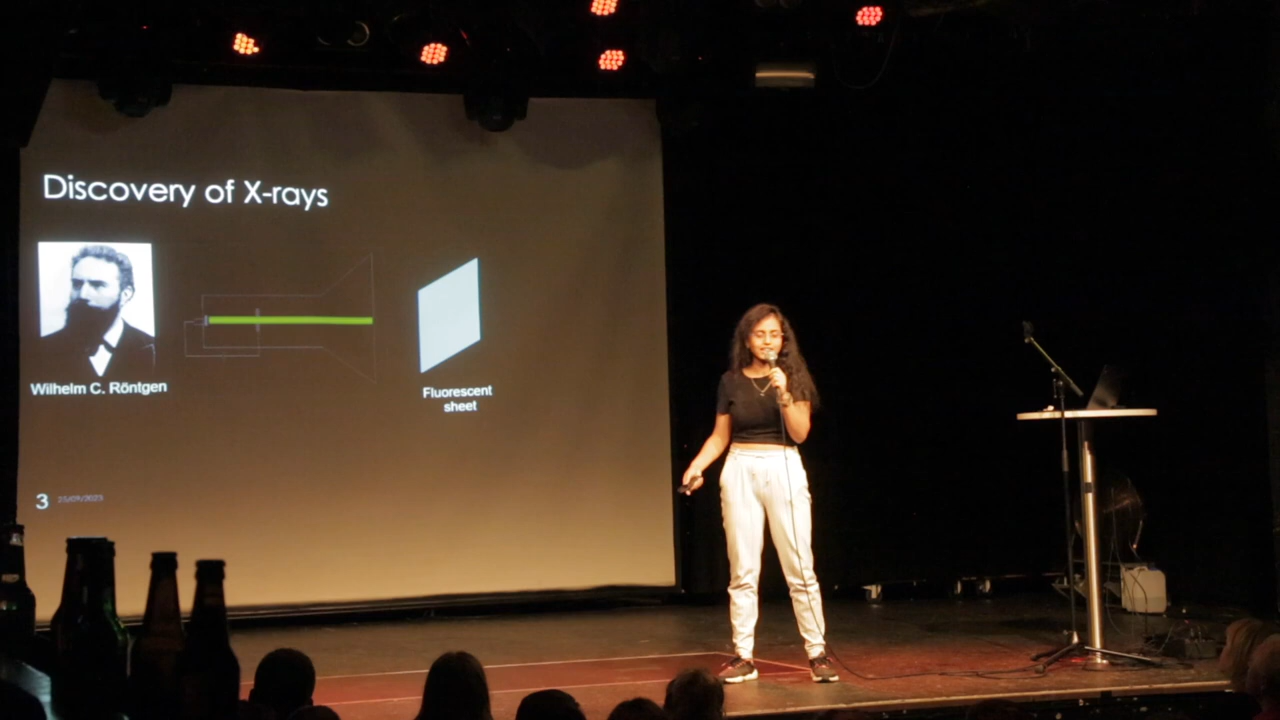 Discovery of X-rays
Wilhelm C. Röntgen
Fluorescent
sheet
3